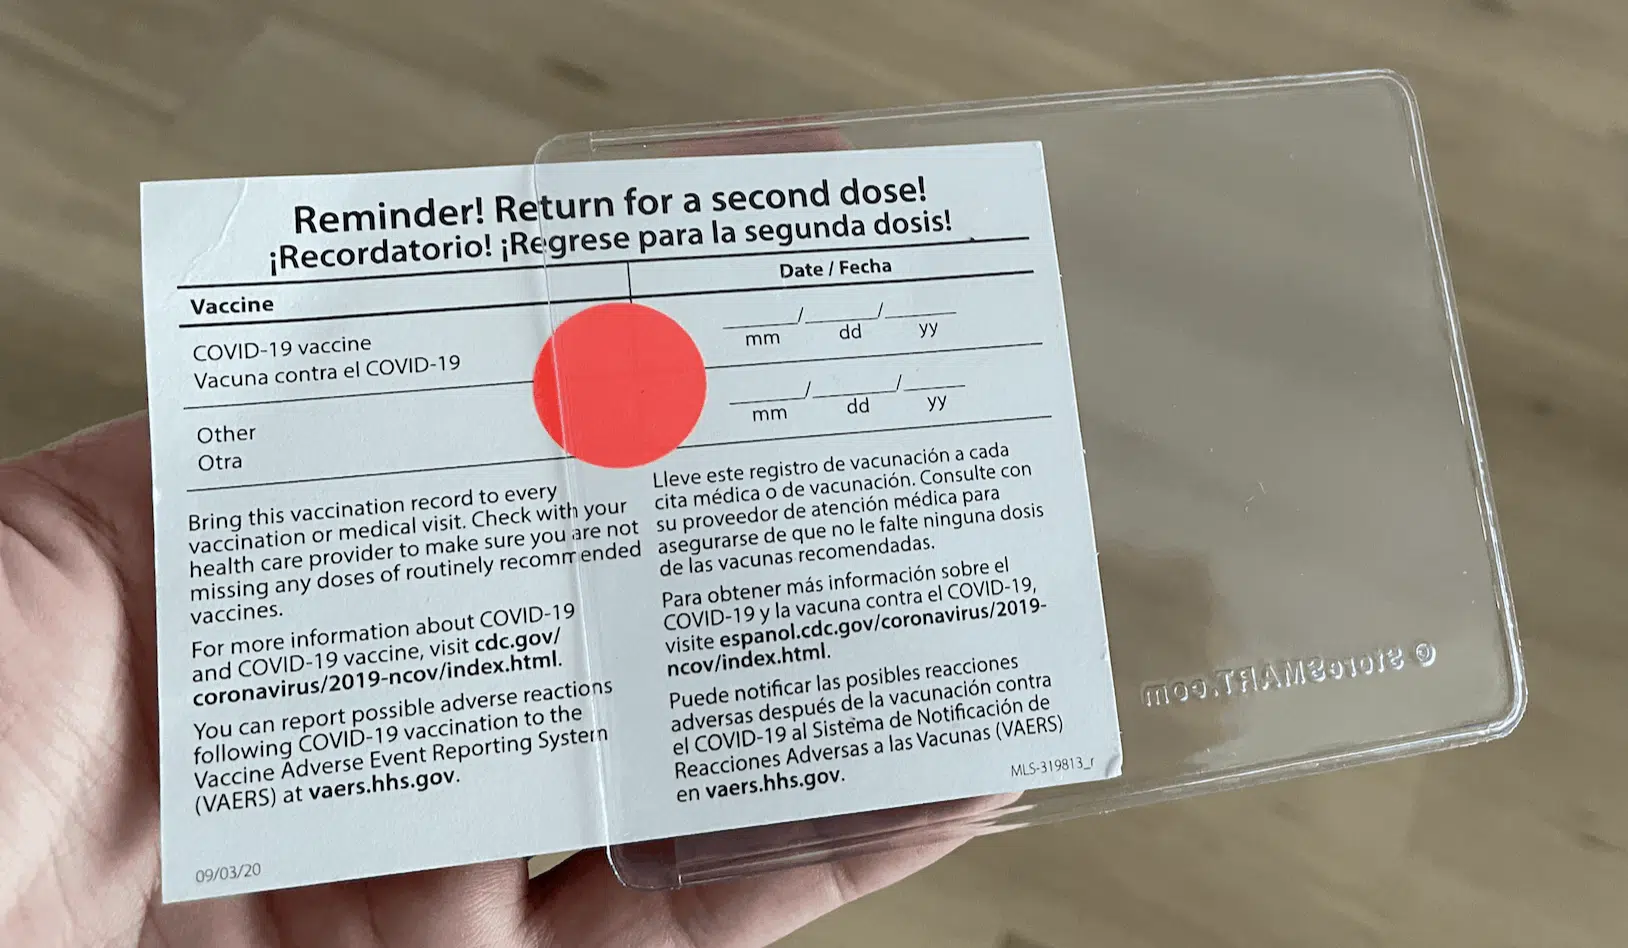 Reminder! Return for a second dose!
¡Recordatorio! ¡Regrese para la segunda dosis!
Vaccine
Date / Fecha
COVID-19 vaccine
Vacuna contra el COVID-19
____/____/____
mm dd yy
Other
Otra
____/____/____
mm dd yy
Bring this vaccination record to every
vaccination or medical visit. Check with your
health care provider to make sure you are not
missing any doses of routinely recommended
vaccines.
For more information about COVID-19
and COVID-19 vaccine, visit cdc.gov/
coronavirus/2019-ncov/index.html.
You can report possible adverse reactions
following COVID-19 vaccination to the
Vaccine Adverse Event Reporting System
(VAERS) at vaers.hhs.gov.
Lleve este registro de vacunación a cada
cita médica o de vacunación. Consulte con
su proveedor de atención médica para
asegurarse de que no le falte ninguna dosis
de las vacunas recomendadas.
Para obtener más información sobre el
COVID-19 y la vacuna contra el COVID-19,
visite espanol.cdc.gov/coronavirus/2019-
ncov/index.html.
Puede notificar las posibles reacciones
adversas después de la vacunación contra
el COVID-19 al Sistema de Notificación de
Reacciones Adversas a las Vacunas (VAERS)
en vaers.hhs.gov.
09/03/20
MLS-319813_r
© StoreSMART.com